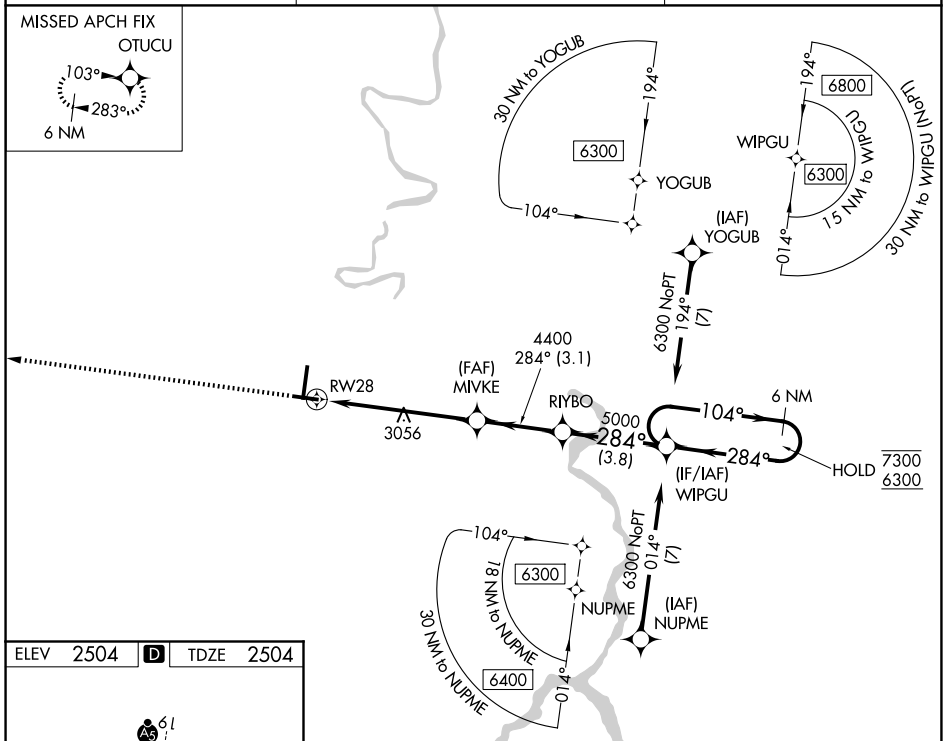 MISSED APCH FIX
OTUCU
103°
283°
6 NM
30 NM to YOGUB
194°
6300
YOGUB
104°
194°
6800
WIPGU
6300
15 NM to WIPGU
30 NM to WIPGU (NoPT)
014°
(IAF)
YOGUB
6300 NoPT
194°
(7)
4400
284° (3.1)
(FAF)
MIVKE
RIYBO
RW28
3056
5000
284°
(3.8)
104°
6 NM
284°
HOLD
7300
6300
(IF/IAF)
WIPGU
6300 NoPT
014°
(7)
(IAF)
NUPME
104°
6300
NUPME
18 NM to NUPME
30 NM to NUPME
6400
014°
ELEV 2504 D TDZE 2504
A5
61